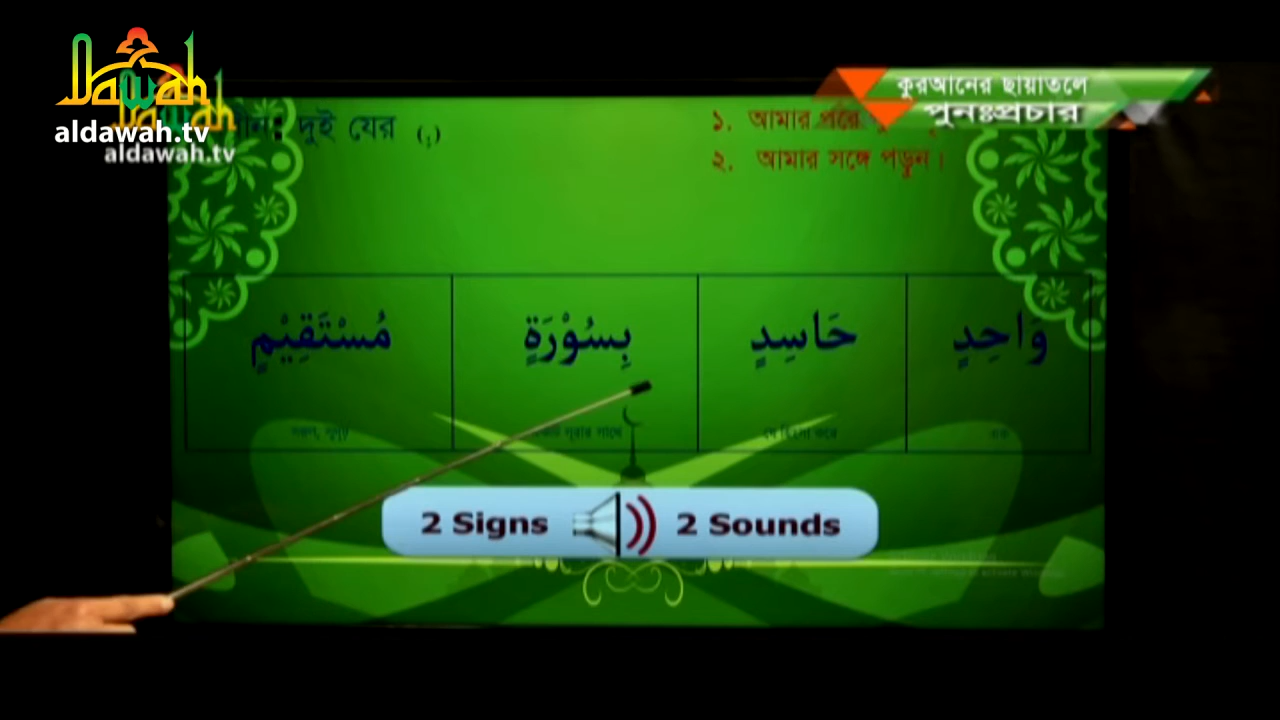 Dawah
aldawah.tv
aldawah.tv
কুরআনের ছায়াতলে
পুনঃপ্রচার
দুই যের
১. আমার পরে
২. আমার সঙ্গে পড়ুন।
وَاحِدٍ حَاسِدٍ بِسُوْرَةٍ مُسْتَقِيْمٍ
সূরার সাথে
2 Signs 2 Sounds